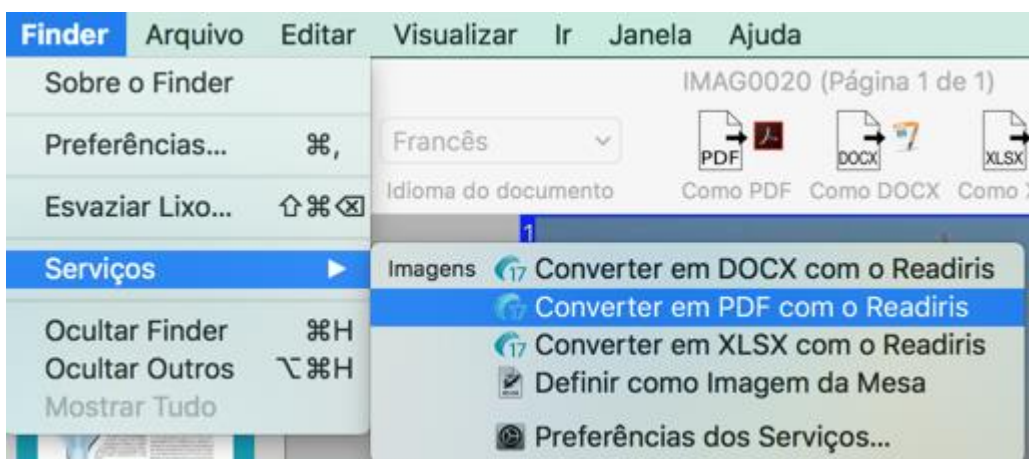 Finder Arquivo Editar Visualizar Ir Janela Ajuda
Sobre o Finder
IMAG0020 (Página 1 de 1)
Preferências... ⌘,
Francês
PDF DOCX XLSX
Idioma do documento Como PDF Como DOCX Como
Esvaziar Lixo... ⇧⌘⌫
1
Serviços ▶
Imagens 17 Converter em DOCX com o Readiris
Converter em PDF com o Readiris
17 Converter em XLSX com o Readiris
Definir como Imagem da Mesa
Preferências dos Serviços...
Ocultar Finder ⌘H
Ocultar Outros ⌥⌘H
Mostrar Tudo